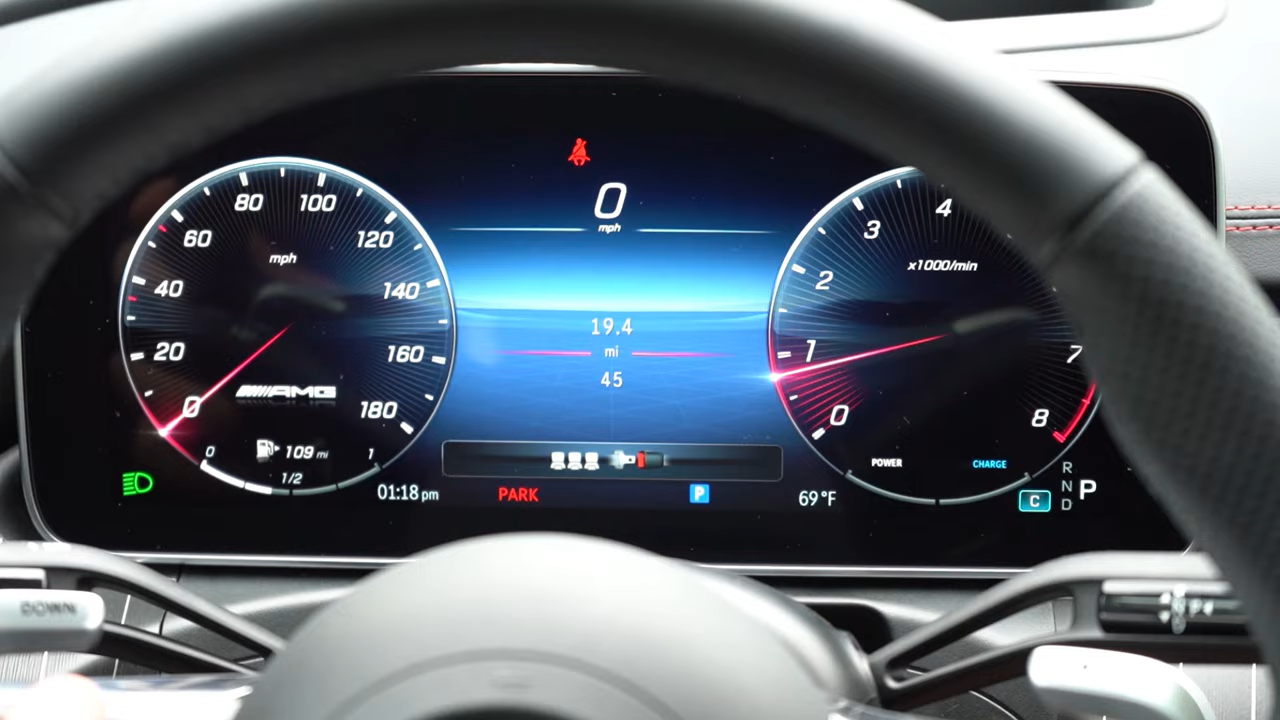 0
mph
80 100
60 120
mph
40 140
20 160
AMG
0 180
0 109 mi 1
1/2
01:18 pm
19.4
mi
45
PARK P
69°F
4
3
x1000/min
2
1 7
0 8
POWER CHARGE
R
N P
D
C
DOWN